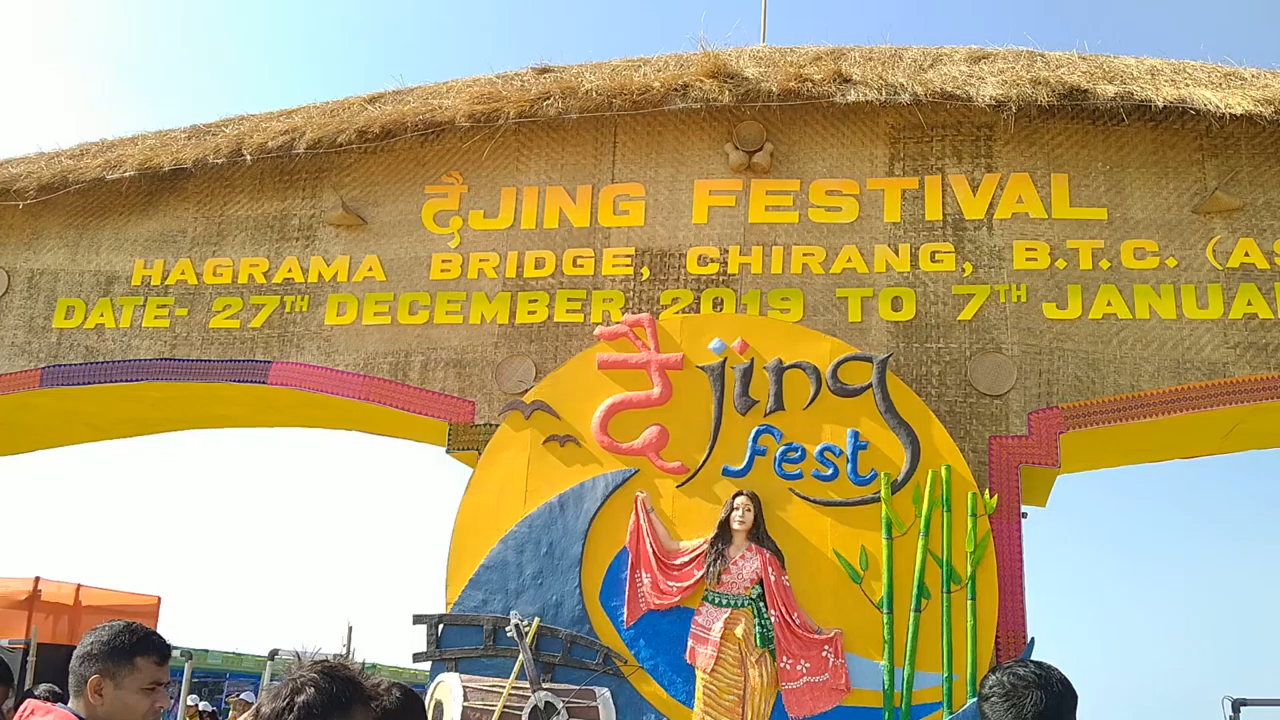 दैJING FESTIVAL
HAGRAMA BRIDGE, CHIRANG, B.T.C.
DATE- 27TH DECEMBER 2019 TO 7TH
दैjing
fest